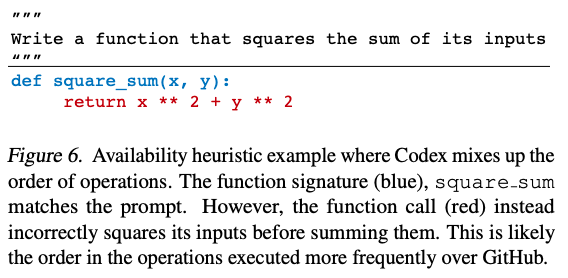 """
Write a function that squares the sum of its inputs
"""
def square_sum(x, y):
    return x ** 2 + y ** 2
Figure 6. Availability heuristic example where Codex mixes up the
order of operations. The function signature (blue), square_sum
matches the prompt. However, the function call (red) instead
incorrectly squares its inputs before summing them. This is likely
the order in the operations executed more frequently over GitHub.